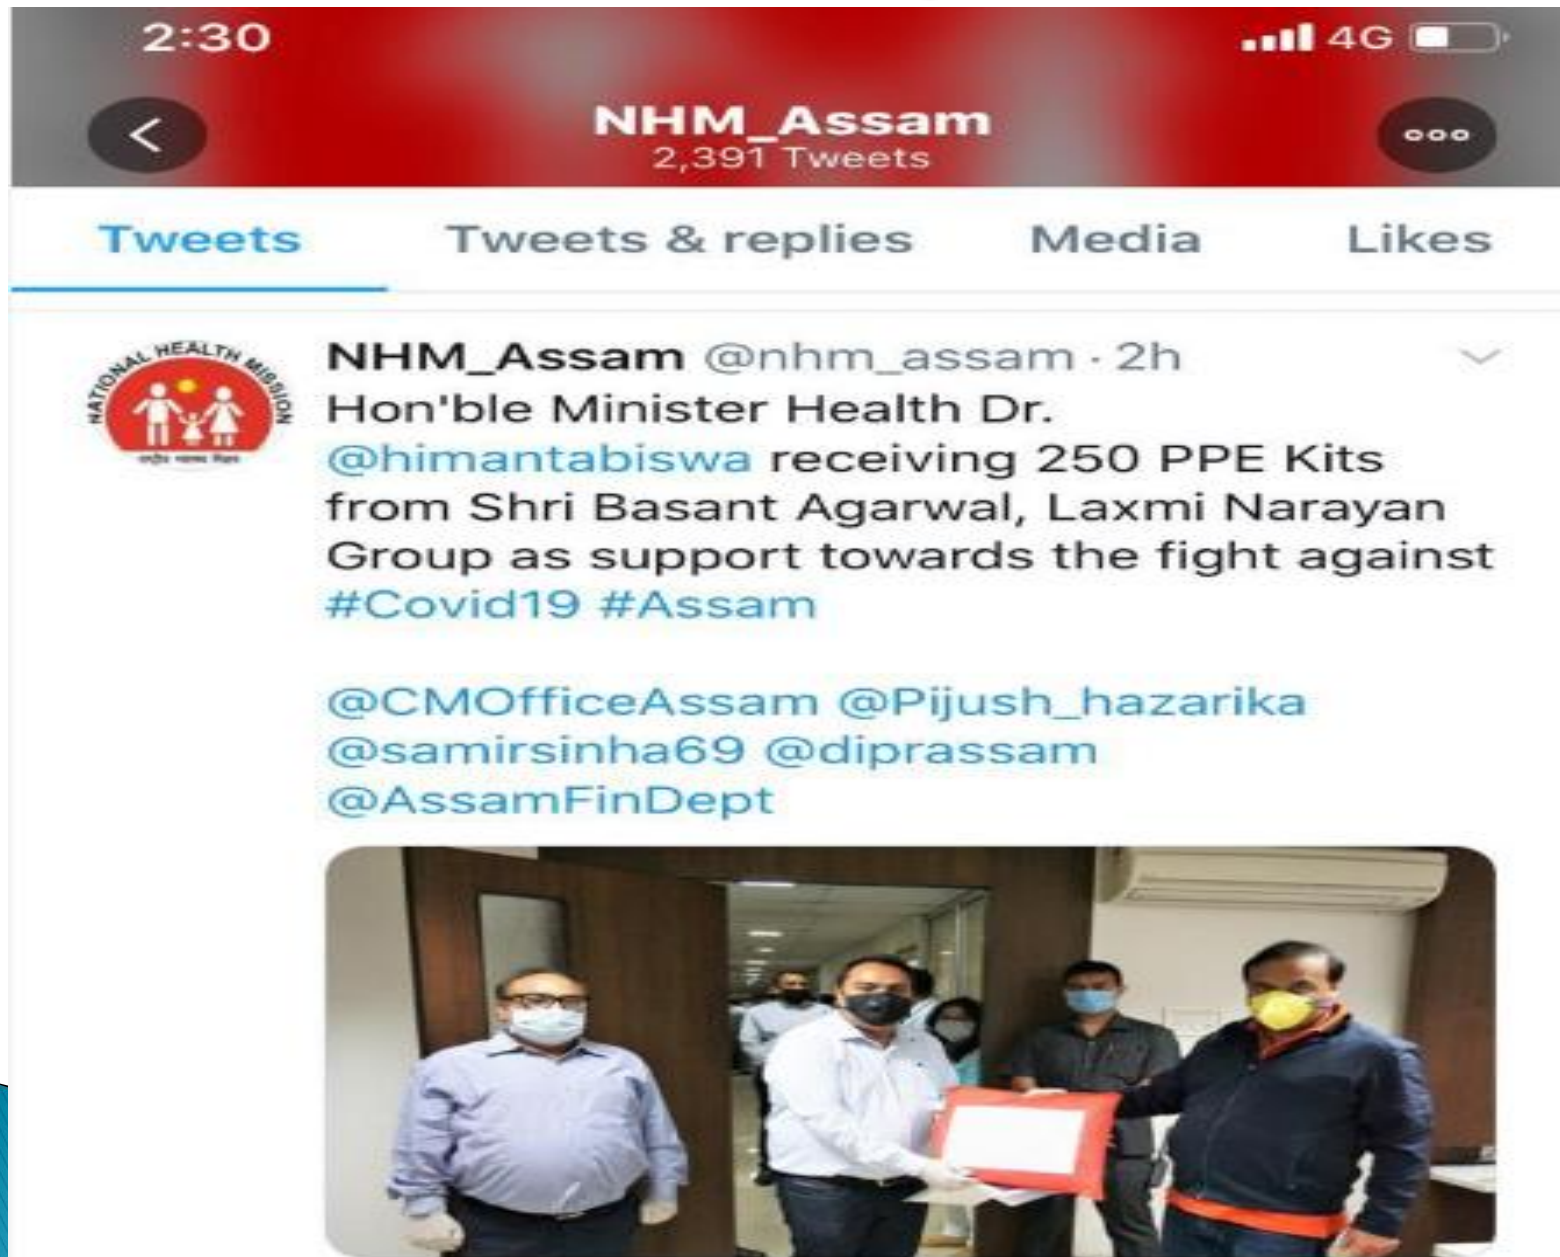 2:30
4G
NHM_Assam
2,391 Tweets
Tweets Tweets & replies Media Likes
NATIONAL HEALTH MISSION
NHM_Assam @nhm_assam · 2h
Hon'ble Minister Health Dr.
@himantabiswa receiving 250 PPE Kits
from Shri Basant Agarwal, Laxmi Narayan
Group as support towards the fight against
#Covid19 #Assam
@CMOfficeAssam @Pijush_hazarika
@samirsinha69 @diprassam
@AssamFinDept